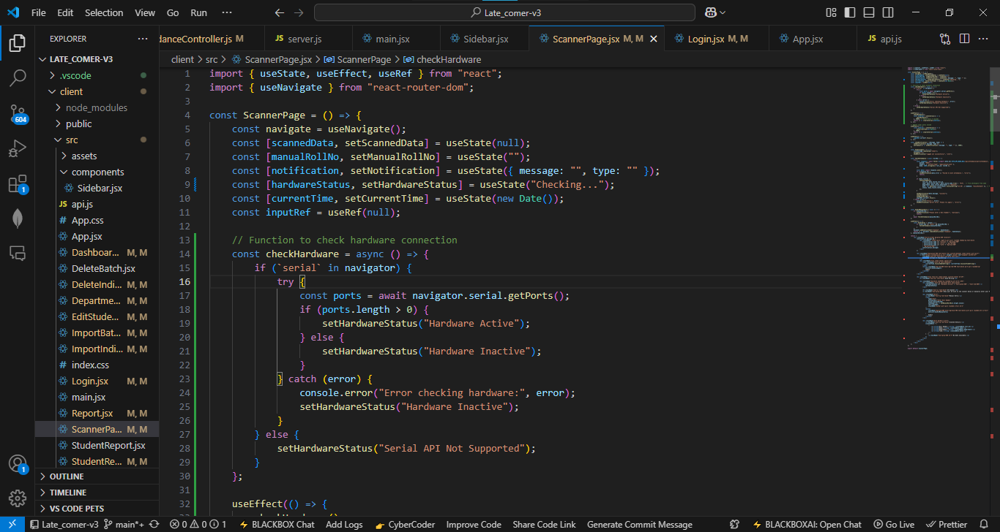 File Edit Selection View Go Run ···
Late_comer-v3
EXPLORER ···
LATE_COMER-V3
.vscode
client
node_modules
public
src
assets
components
Sidebar.jsx
JS api.js
# App.css
App.jsx
Dashboar... M, M
DeleteBatch.jsx
DeleteIndi... M, M
Departme... M, M
EditStude... M, M
ImportBat... M, M
ImportIndi... M, M
# index.css
Login.jsx M, M
main.jsx
Report.jsx M, M
ScannerPa... M, M
StudentReport.jsx
StudentRe... M, M
OUTLINE
TIMELINE
VS CODE PETS
604
1
1
danceController.js M JS server.js main.jsx Sidebar.jsx ScannerPage.jsx M, M Login.jsx M, M App.jsx JS api.js ···
client > src > ScannerPage.jsx > ScannerPage > checkHardware
1 import { useState, useEffect, useRef } from "react";
2 import { useNavigate } from "react-router-dom";
3
4 const ScannerPage = () => {
5 const navigate = useNavigate();
6 const [scannedData, setScannedData] = useState(null);
7 const [manualRollNo, setManualRollNo] = useState("");
8 const [notification, setNotification] = useState({ message: "", type: "" });
9 const [hardwareStatus, setHardwareStatus] = useState("Checking...");
10 const [currentTime, setCurrentTime] = useState(new Date());
11 const inputRef = useRef(null);
12
13 // Function to check hardware connection
14 const checkHardware = async () => {
15 if (`serial` in navigator) {
16 try {
17 const ports = await navigator.serial.getPorts();
18 if (ports.length > 0) {
19 setHardwareStatus("Hardware Active");
20 } else {
21 setHardwareStatus("Hardware Inactive");
22 }
23 } catch (error) {
24 console.error("Error checking hardware:", error);
25 setHardwareStatus("Hardware Inactive");
26 }
27 } else {
28 setHardwareStatus("Serial API Not Supported");
29 }
30 };
31
32 useEffect(() => {
Late_comer-v3 main*+ 0 0 1 BLACKBOX Chat Add Logs CyberCoder Improve Code Share Code Link Generate Commit Message BLACKBOXAI: Open Chat Go Live Prettier